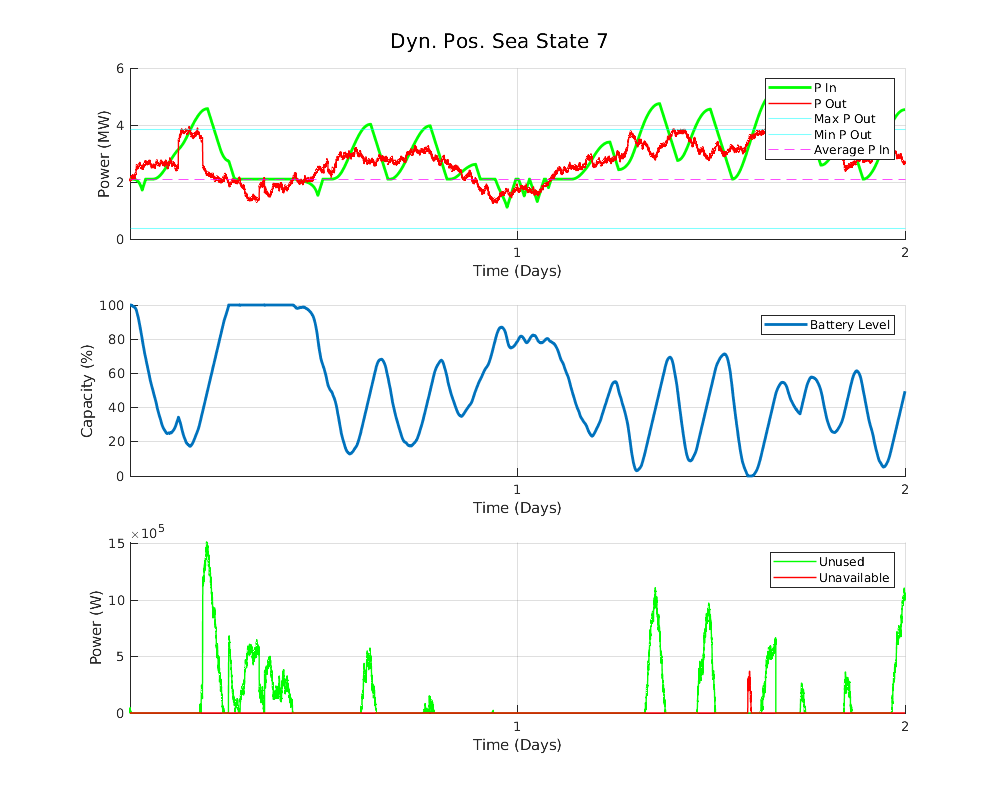 Dyn. Pos. Sea State 7
6
4
2
0
Power (MW)
P In
P Out
Max P Out
Min P Out
Average P In
1
2
Time (Days)
100
80
60
40
20
0
Capacity (%)
Battery Level
1
2
Time (Days)
×10^5
15
10
5
0
Power (W)
Unused
Unavailable
1
2
Time (Days)